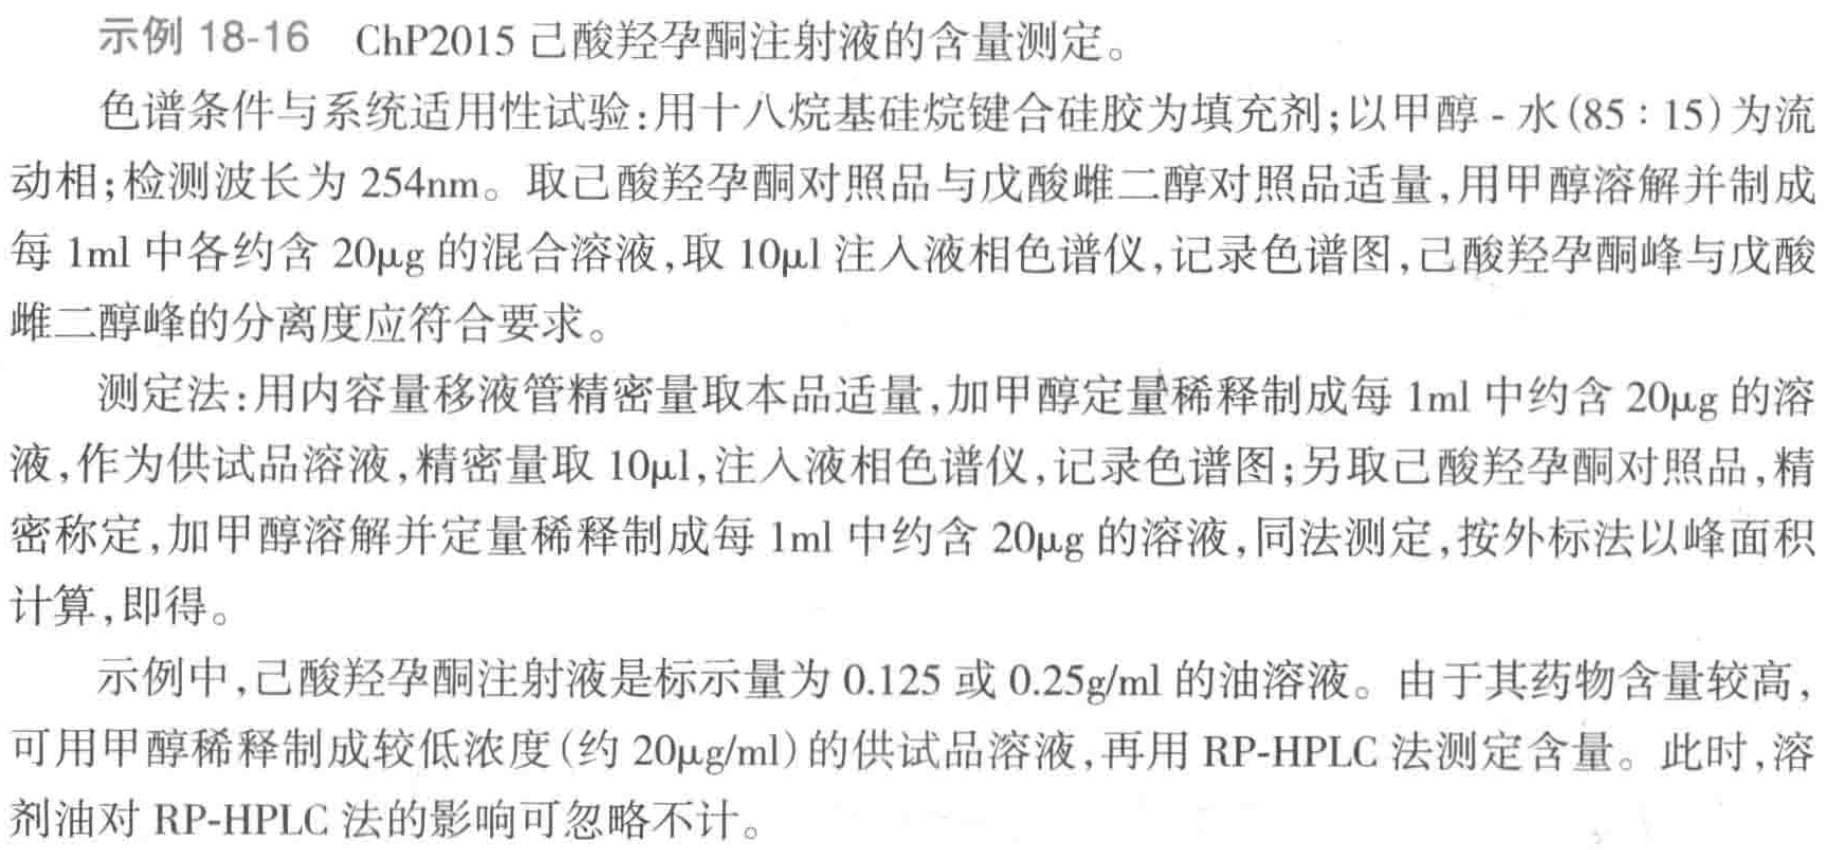 示例 18-16 ChP2015 己酸羟孕酮注射液的含量测定。
色谱条件与系统适用性试验：用十八烷基硅烷键合硅胶为填充剂；以甲醇 - 水（85∶15）为流
动相；检测波长为 254nm。取己酸羟孕酮对照品与戊酸雌二醇对照品适量，用甲醇溶解并制成
每 1ml 中各约含 20μg 的混合溶液，取 10μl 注入液相色谱仪，记录色谱图，己酸羟孕酮峰与戊酸
雌二醇峰的分离度应符合要求。
测定法：用内容量移液管精密量取本品适量，加甲醇定量稀释制成每 1ml 中约含 20μg 的溶
液，作为供试品溶液，精密量取 10μl，注入液相色谱仪，记录色谱图；另取己酸羟孕酮对照品，精
密称定，加甲醇溶解并定量稀释制成每 1ml 中约含 20μg 的溶液，同法测定，按外标法以峰面积
计算，即得。
示例中，己酸羟孕酮注射液是标示量为 0.125 或 0.25g/ml 的油溶液。由于其药物含量较高，
可用甲醇稀释制成较低浓度（约 20μg/ml）的供试品溶液，再用 RP-HPLC 法测定含量。此时，溶
剂油对 RP-HPLC 法的影响可忽略不计。